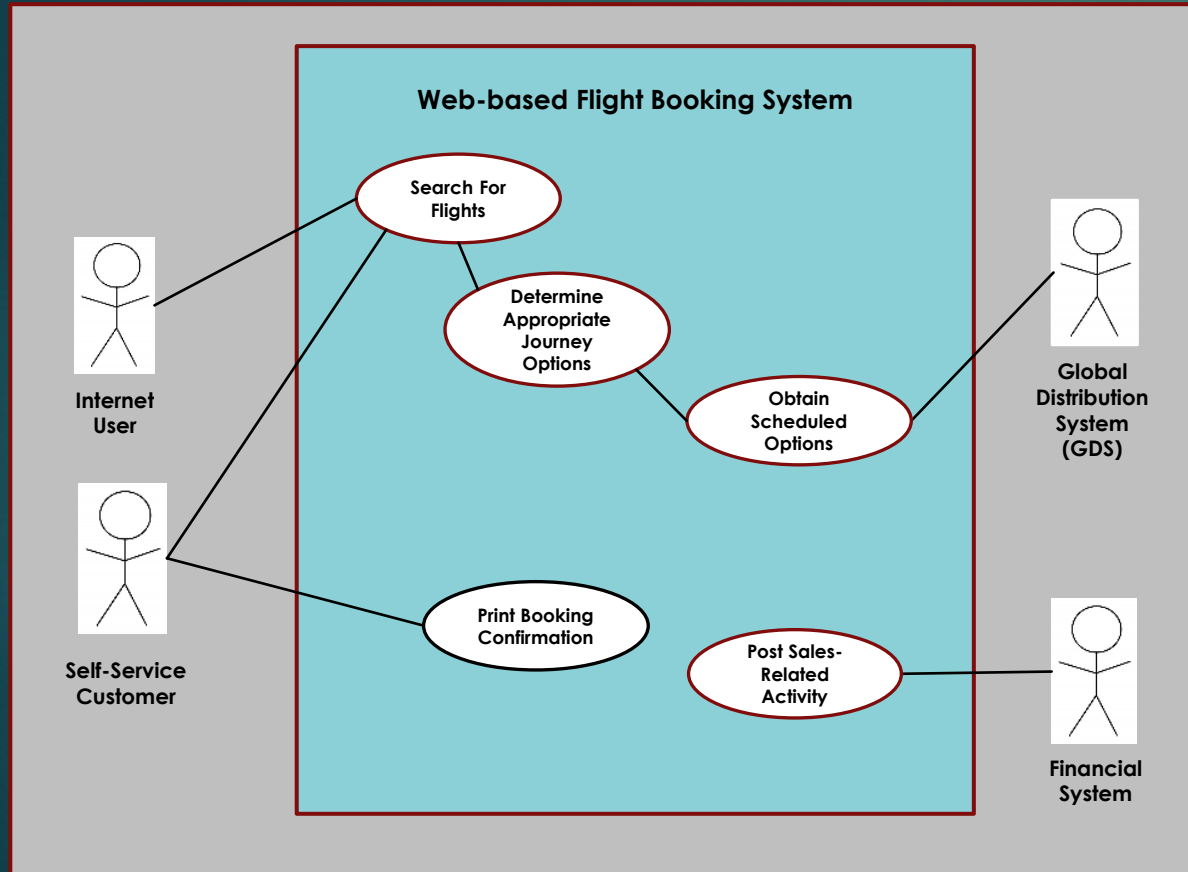 Web-based Flight Booking System
Search For
Flights
Determine
Appropriate
Journey
Options
Obtain
Scheduled
Options
Print Booking
Confirmation
Post Sales-
Related
Activity
Internet
User
Self-Service
Customer
Global
Distribution
System
(GDS)
Financial
System